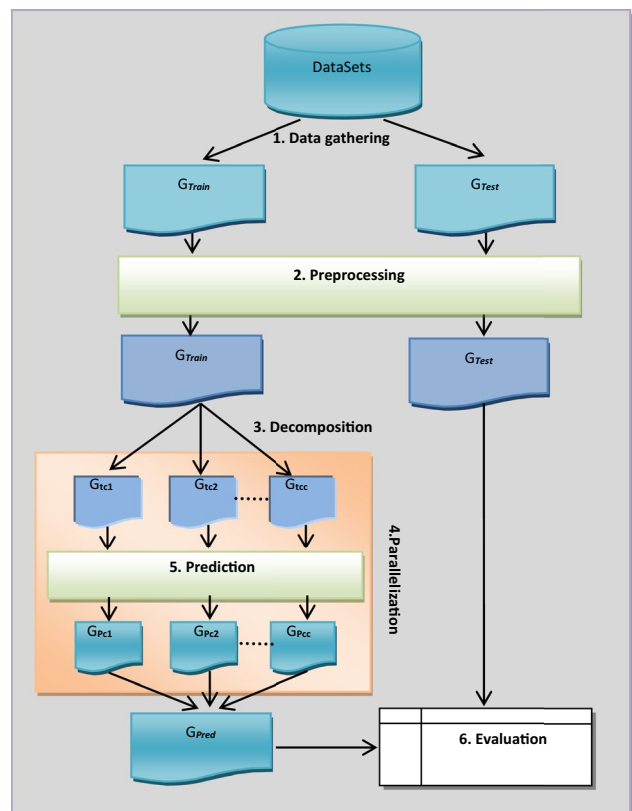 DataSets
1. Data gathering
GTrain
GTest
2. Preprocessing
GTrain
GTest
3. Decomposition
Gtc1
Gtc2
Gtcc
4.Parallelization
5. Prediction
GPc1
GPc2
GPcc
GPred
6. Evaluation